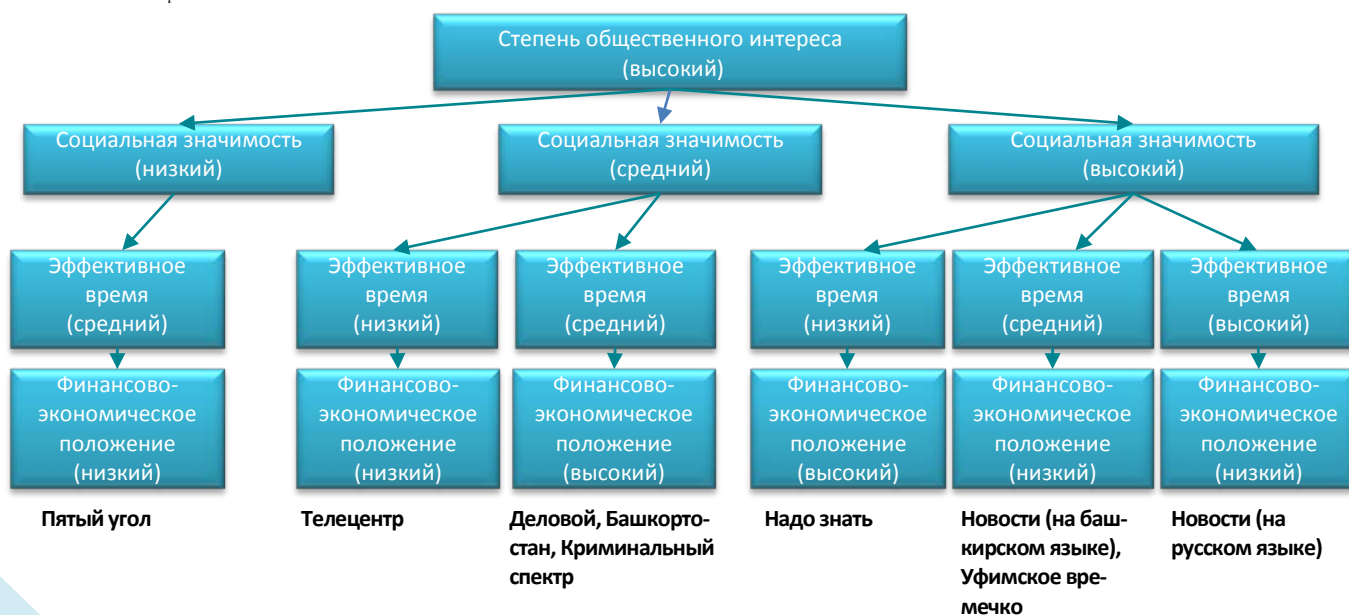 Степень общественного интереса
(высокий)
Социальная значимость
(низкий)
Социальная значимость
(средний)
Социальная значимость
(высокий)
Эффективное
время
(средний)
Эффективное
время
(низкий)
Эффективное
время
(средний)
Эффективное
время
(низкий)
Эффективное
время
(средний)
Эффективное
время
(высокий)
Финансово-
экономическое
положение
(низкий)
Финансово-
экономическое
положение
(низкий)
Финансово-
экономическое
положение
(высокий)
Финансово-
экономическое
положение
(высокий)
Финансово-
экономическое
положение
(низкий)
Финансово-
экономическое
положение
(низкий)
Пятый угол
Телецентр
Деловой, Башкорто-
стан, Криминальный
спектр
Надо знать
Новости (на баш-
кирском языке),
Уфимское вре-
мечко
Новости (на
русском языке)